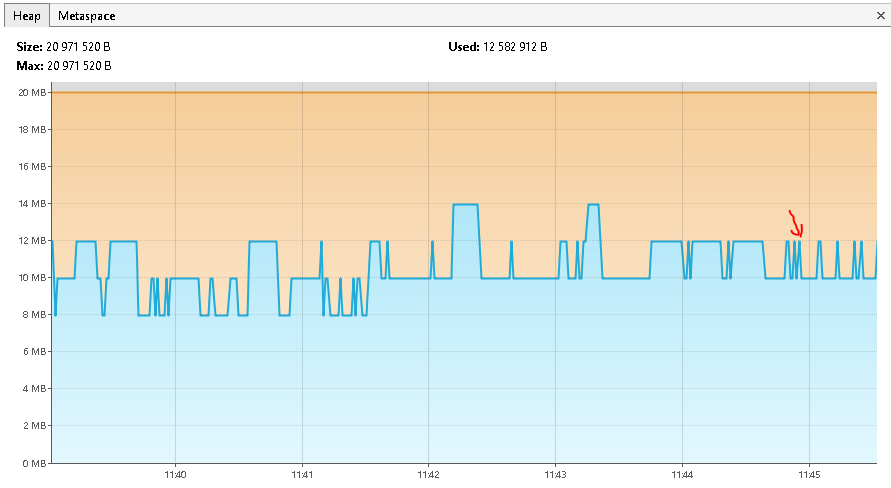 Heap Metaspace ×
Size: 20 971 520 B Used: 12 582 912 B
Max: 20 971 520 B
20 MB
18 MB
16 MB
14 MB
12 MB
10 MB
8 MB
6 MB
4 MB
2 MB
0 MB
11:40 11:41 11:42 11:43 11:44 11:45